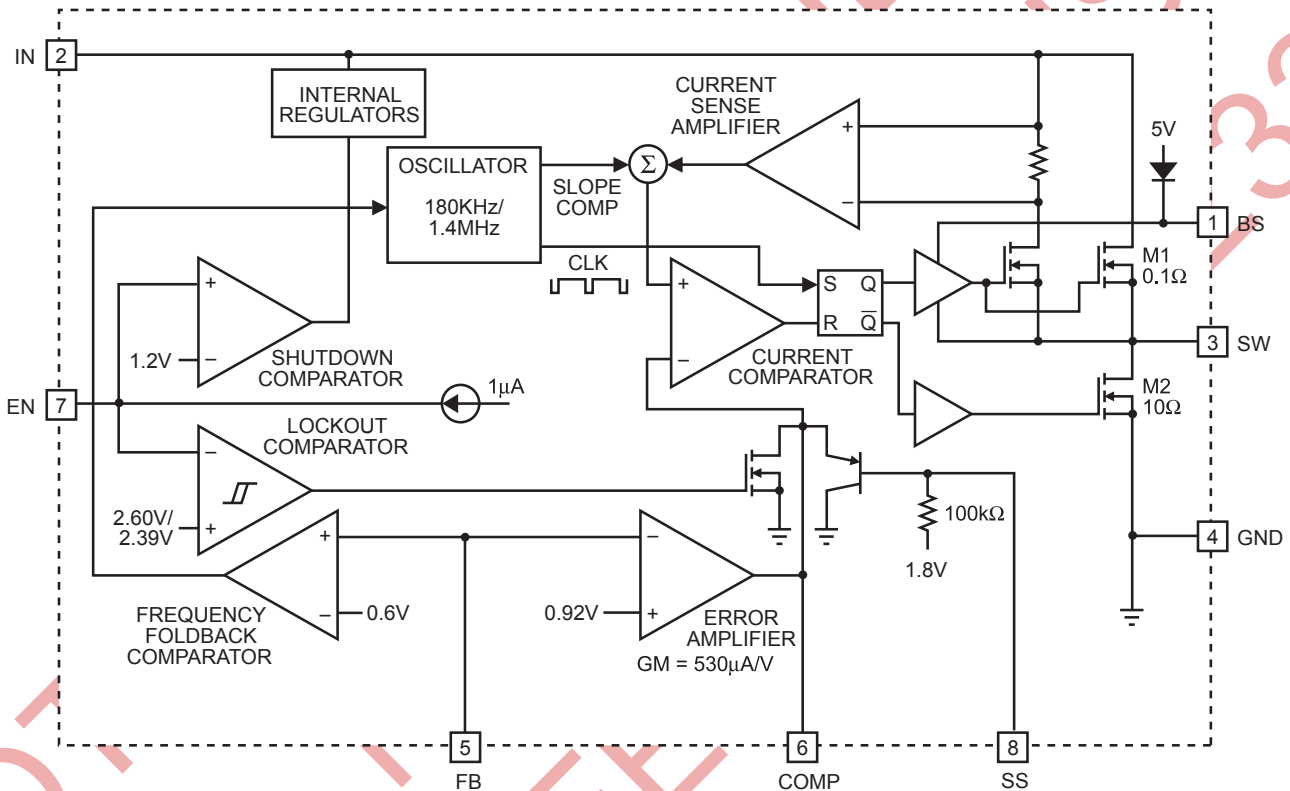 IN 2
INTERNAL
REGULATORS
CURRENT
SENSE
AMPLIFIER
+
−
5V
1 BS
OSCILLATOR
180KHz/
1.4MHz
SLOPE
COMP
Σ
CLK
M1
0.1Ω
+
1.2V −
SHUTDOWN
COMPARATOR
+
−
CURRENT
COMPARATOR
S Q
R Q̅
3 SW
EN 7
1μA
M2
10Ω
LOCKOUT
COMPARATOR
−
2.60V/
2.39V
+
100kΩ
1.8V
4 GND
+
− 0.6V
FREQUENCY
FOLDBACK
COMPARATOR
−
0.92V +
ERROR
AMPLIFIER
GM = 530μA/V
5
FB
6
COMP
8
SS